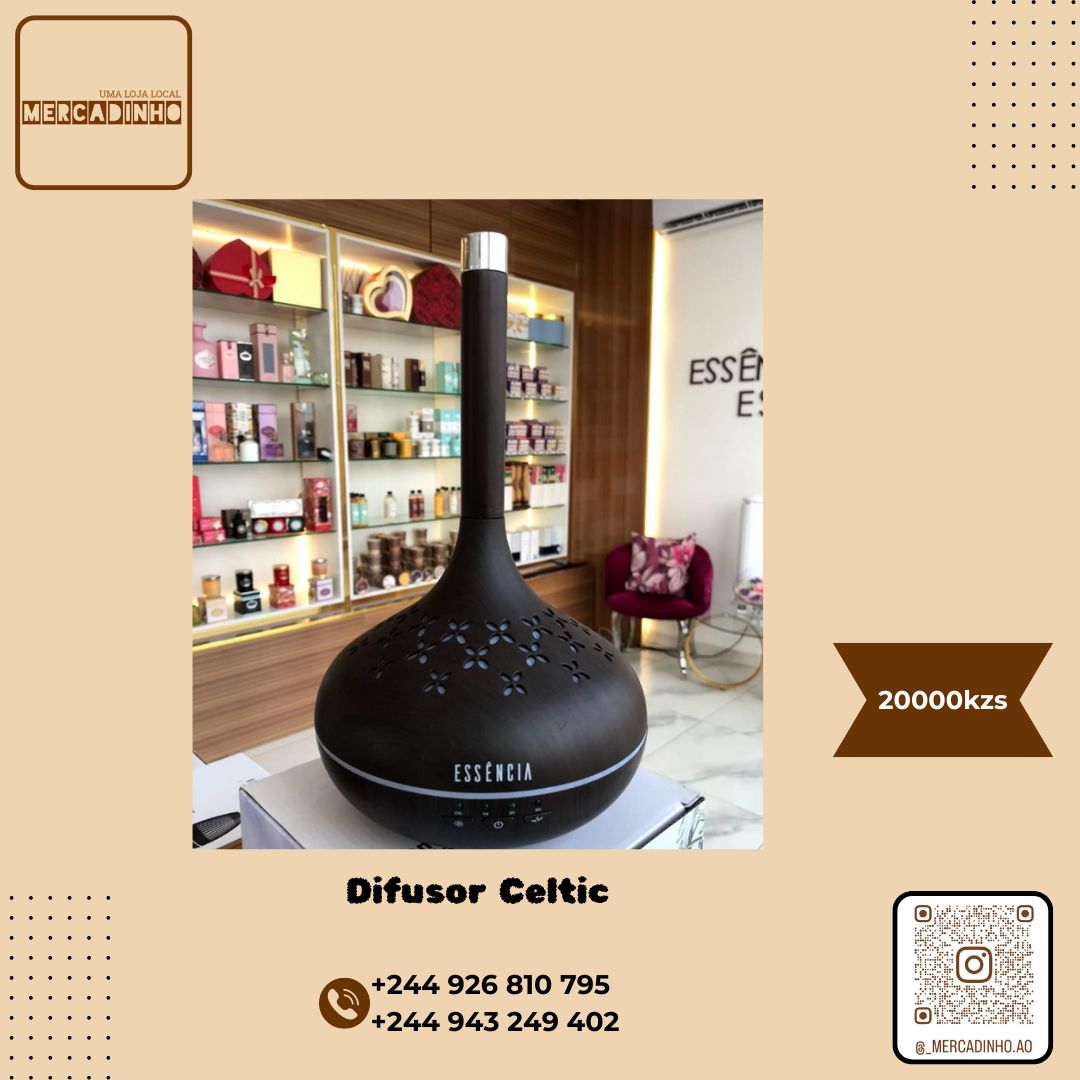 UMA LOJA LOCAL
MERCADINHO
ESSÊNCIA
20000kzs
Difusor Celtic
+244 926 810 795
+244 943 249 402
@_MERCADINHO.AO